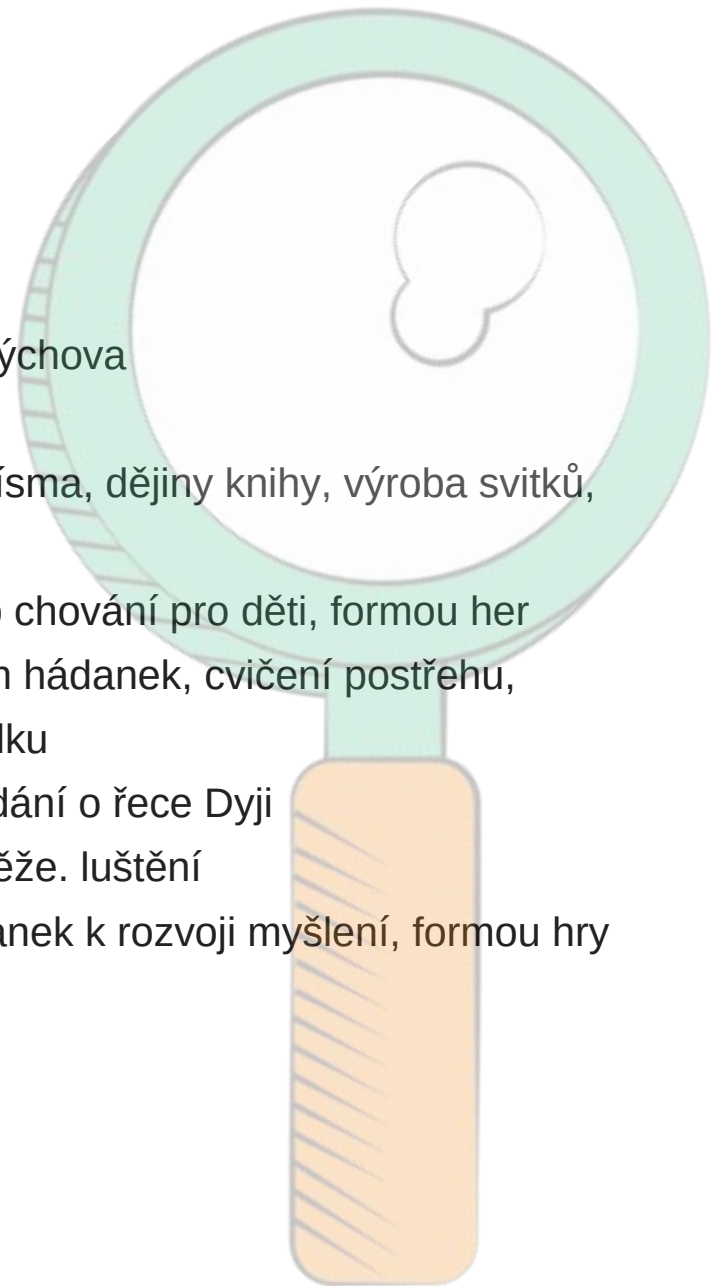 ýchova
ísma, dějiny knihy, výroba svitků,
chování pro děti, formou her
hádanek, cvičení postřehu,
lku
dání o řece Dyji
ěže. luštění
anek k rozvoji myšlení, formou hry